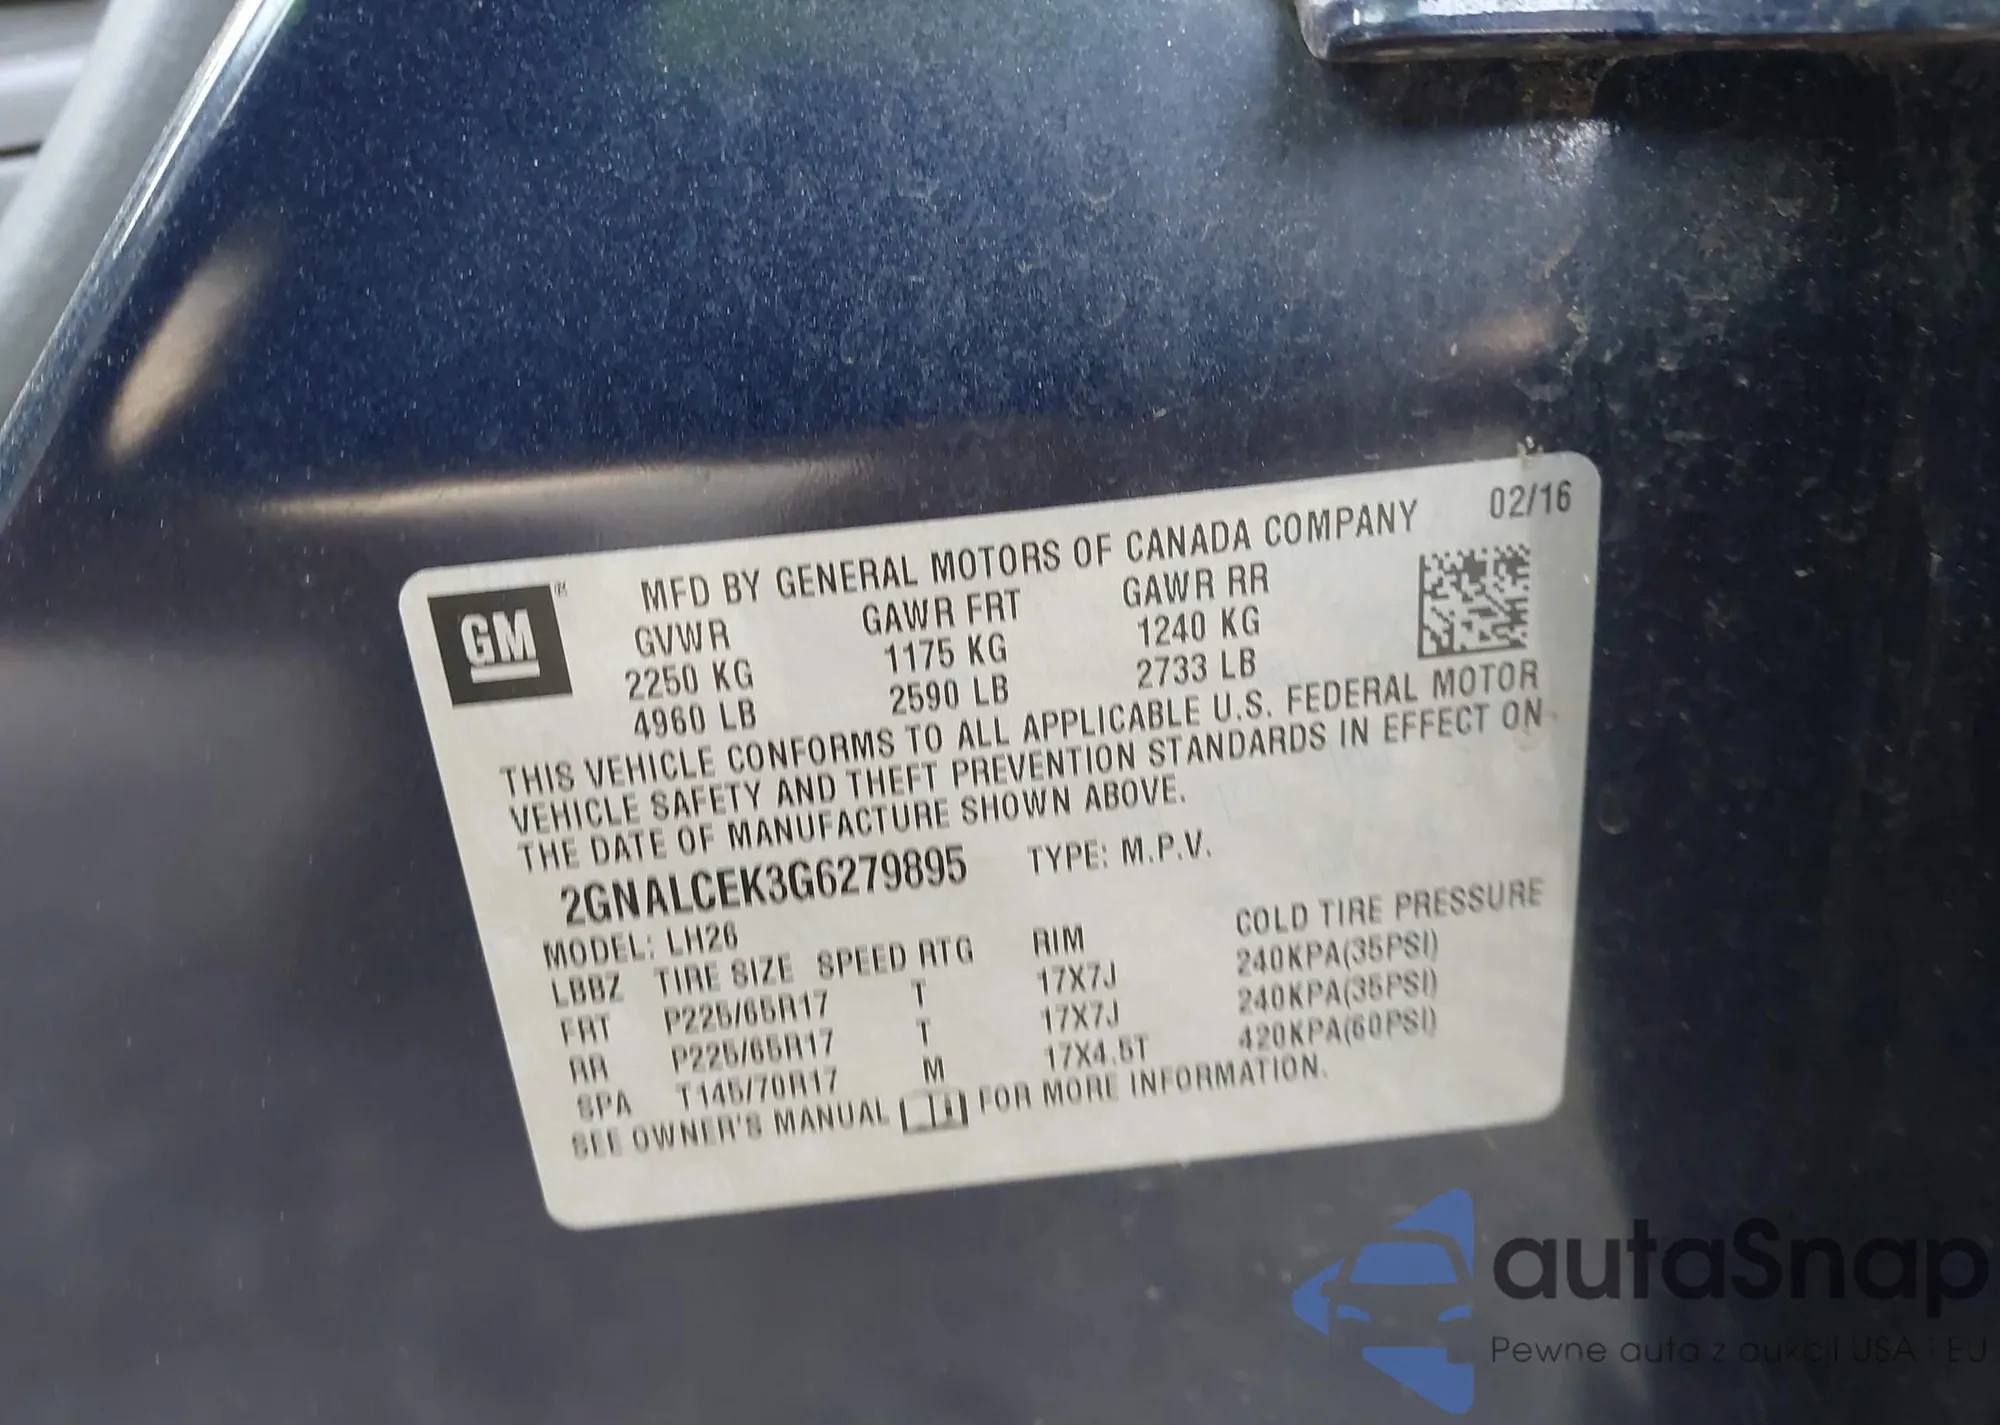 02/16
MFD BY GENERAL MOTORS OF CANADA COMPANY
GM
GVWR GAWR FRT GAWR RR
2250 KG 1175 KG 1240 KG
4960 LB 2590 LB 2733 LB
THIS VEHICLE CONFORMS TO ALL APPLICABLE U.S. FEDERAL MOTOR
VEHICLE SAFETY AND THEFT PREVENTION STANDARDS IN EFFECT ON
THE DATE OF MANUFACTURE SHOWN ABOVE.
2GNALCEK3G6279895 TYPE: M.P.V.
MODEL: LH26
LBBZ TIRE SIZE SPEED RTG RIM COLD TIRE PRESSURE
FRT P225/65R17 T 17X7J 240KPA(35PSI)
RR P225/65R17 T 17X7J 240KPA(35PSI)
SPA T145/70R17 M 17X4.5T 420KPA(60PSI)
SEE OWNER'S MANUAL FOR MORE INFORMATION.
autaSnap
Pewne auta z aukcji USA i EU